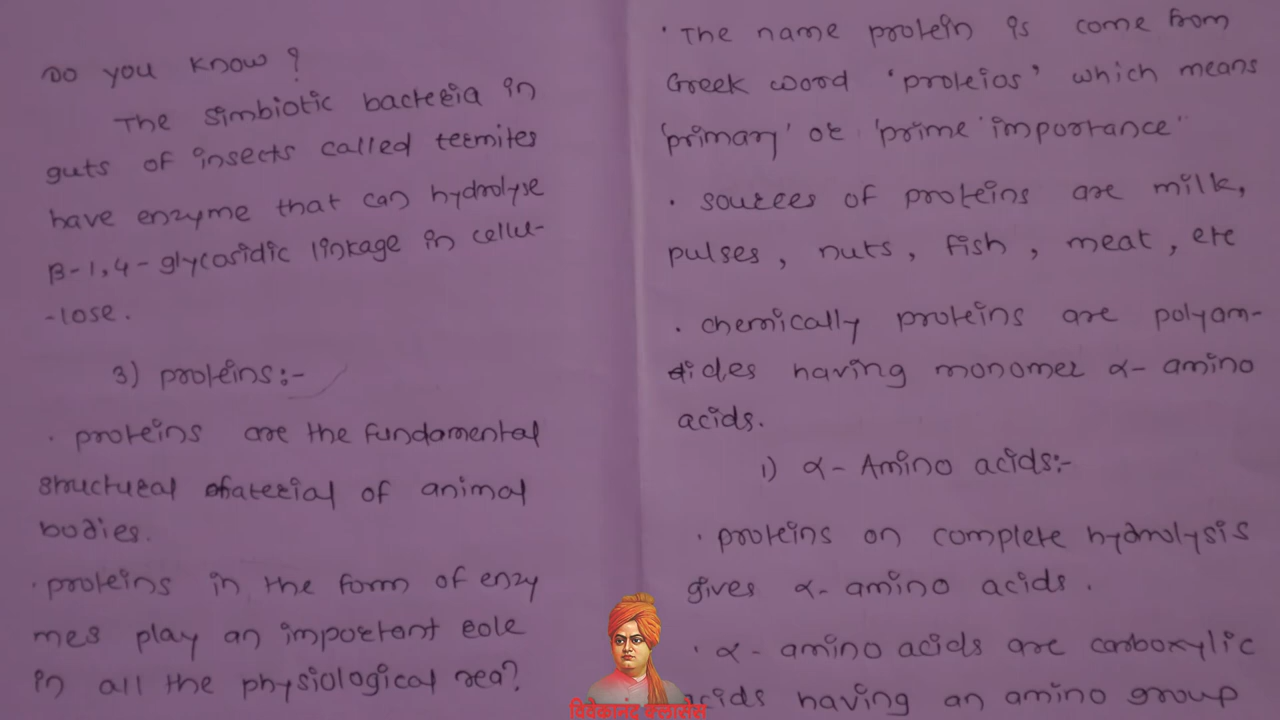 Do you know ?
The simbiotic bacteria in
guts of insects called termites
have enzyme that can hydrolyse
β-1,4-glycosidic linkage in cellul-
-lose.
3) proteins:-
· proteins are the fundamental
structural material of animal
bodies.
· proteins in the form of enzy
mes play an important role
in all the physiological rea?
· The name protein is come from
Greek word 'proteios' which means
'primary' or 'prime importance'
· sources of proteins are milk,
pulses, nuts, fish, meat, etc
· chemically proteins are polyam-
ides having monomer α- amino
acids.
1) α- Amino acids:-
· proteins on complete hydrolysis
gives α- amino acids.
· α- amino acids are carboxylic
acids having an amino group
विवेकानंद क्लासेस